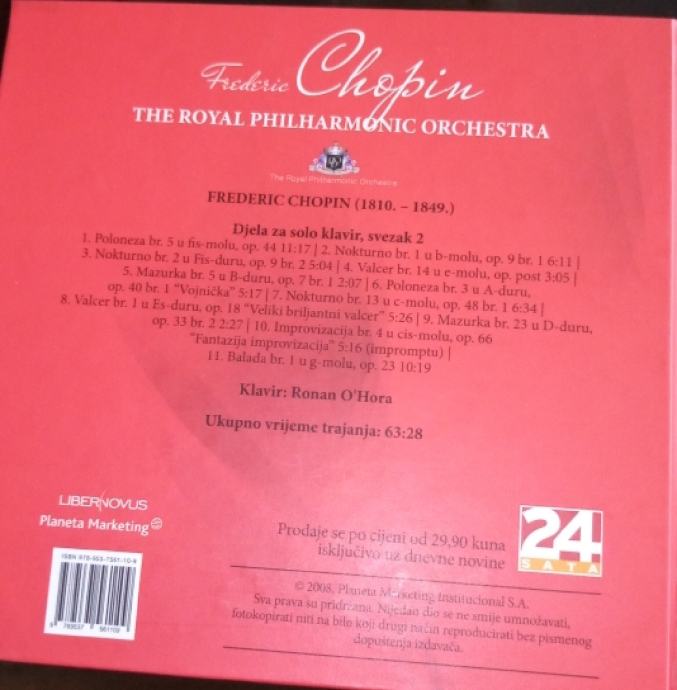 Frederic Chopin
THE ROYAL PHILHARMONIC ORCHESTRA
The Royal Philharmonic Orchestra
FREDERIC CHOPIN (1810. – 1849.)
Djela za solo klavir, svezak 2
1. Poloneza br. 5 u fis-molu, op. 44 11:17 | 2. Nokturno br. 1 u b-molu, op. 9 br. 1 6:11 |
3. Nokturno br. 2 u Fis-duru, op. 9 br. 2 5:04 | 4. Valcer br. 14 u e-molu, op. post 3:05 |
5. Mazurka br. 5 u B-duru, op. 7 br. 1 2:07 | 6. Poloneza br. 3 u A-duru,
op. 40 br. 1 “Vojnička” 5:17 | 7. Nokturno br. 13 u c-molu, op. 48 br. 1 6:34 |
8. Valcer br. 1 u Es-duru, op. 18 “Veliki briljantni valcer” 5:26 | 9. Mazurka br. 23 u D-duru,
op. 33 br. 2 2:27 | 10. Improvizacija br. 4 u cis-molu, op. 66
“Fantazija improvizacija” 5:16 (impromptu) |
11. Balada br. 1 u g-molu, op. 23 10:19
Klavir: Ronan O'Hora
Ukupno vrijeme trajanja: 63:28
LIBERNOVUS
Planeta Marketing
Prodaje se po cijeni od 29,90 kuna
isključivo uz dnevne novine
24
SATA
© 2008. Planeta Marketing Institucional S.A.
Sva prava su pridržana. Nijedan dio se ne smije umnožavati,
fotokopirati niti na bilo koji drugi način reproducirati bez pismenog
dopuštenja izdavača.